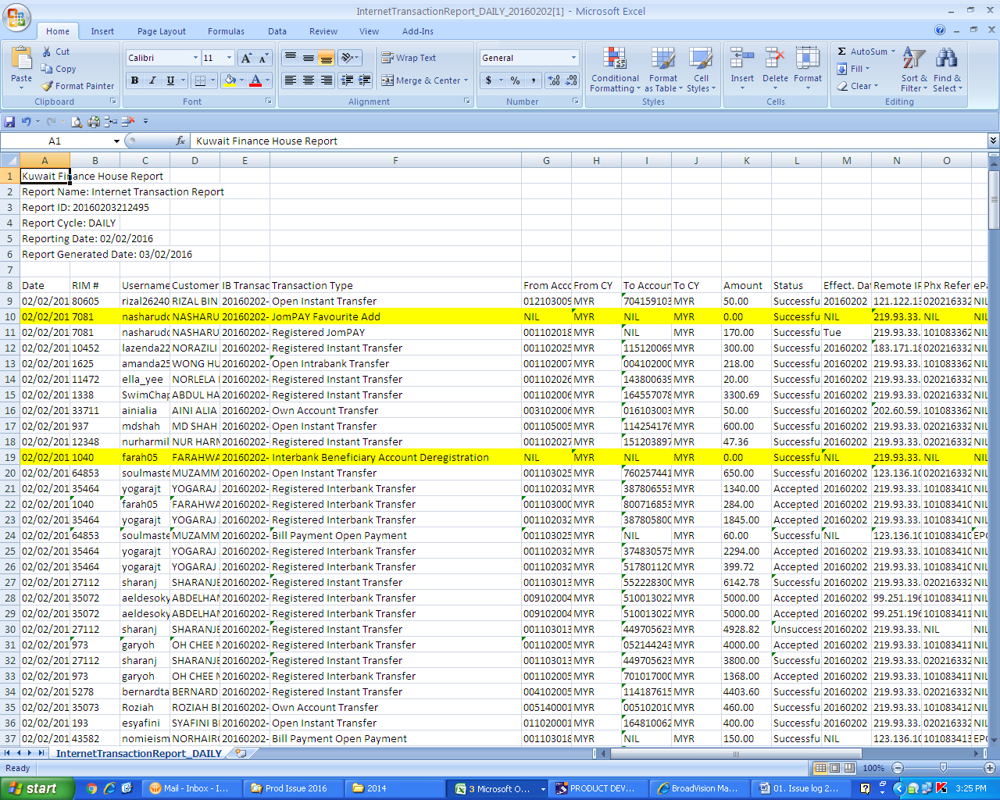 InternetTransactionReport_DAILY_20160202[1] - Microsoft Excel
Home Insert Page Layout Formulas Data Review View Add-Ins
Paste Cut Copy Format Painter Clipboard
Calibri 11 B I U Font
Wrap Text Merge & Center Alignment
General $ % , Number
Conditional Formatting Format as Table Cell Styles Styles
Insert Delete Format Cells
Σ AutoSum Fill Clear Sort & Filter Find & Select Editing
A1 fx Kuwait Finance House Report
A B C D E F G H I J K L M N O
1 Kuwait Finance House Report
2 Report Name: Internet Transaction Report
3 Report ID: 20160203212495
4 Report Cycle: DAILY
5 Reporting Date: 02/02/2016
6 Report Generated Date: 03/02/2016
7
8 Date RIM # Username Customer IB Transac Transaction Type From Acco From CY To Accoun To CY Amount Status Effect. Dat Remote IP Phx Refer ePa
9 02/02/201 80605 rizal26240 RIZAL BIN 20160202- Open Instant Transfer 012103009 MYR 704159103 MYR 50.00 Successfu 20160202 121.122.13 020216332 NIL
10 02/02/201 7081 nasharudd NASHARU 20160202- JomPAY Favourite Add NIL MYR NIL MYR 0.00 Successfu NIL 219.93.33. NIL NIL
11 02/02/201 7081 nasharudd NASHARU 20160202- Registered JomPAY 001102018 MYR NIL MYR 170.00 Successfu Tue 219.93.33. 101083362 NIL
12 02/02/201 10452 lazenda22 NORAZILI 20160202- Registered Instant Transfer 001102025 MYR 115120069 MYR 300.00 Successfu 20160202 183.171.18 020216332 NIL
13 02/02/201 1625 amanda25 WONG HU 20160202- Open Intrabank Transfer 001102007 MYR 004102000 MYR 218.00 Successfu 20160202 219.93.33. 101083362 NIL
14 02/02/201 11472 ella_yee NORLELA 20160202- Registered Instant Transfer 001102026 MYR 143800639 MYR 20.00 Successfu 20160202 219.93.33. 020216332 NIL
15 02/02/201 1338 SwimChap ABDUL HA 20160202- Registered Instant Transfer 001102006 MYR 164557078 MYR 3300.69 Successfu 20160202 219.93.33. 020216332 NIL
16 02/02/201 33711 ainialia AINI ALIA 20160202- Own Account Transfer 003102006 MYR 016103003 MYR 50.00 Successfu 20160202 202.60.59. 101083362 NIL
17 02/02/201 937 mdshah MD SHAH 20160202- Open Instant Transfer 001105005 MYR 114254176 MYR 600.00 Successfu 20160202 219.93.33. 020216332 NIL
18 02/02/201 12348 nurharmil NUR HARM 20160202- Registered Instant Transfer 001102027 MYR 151203897 MYR 47.36 Successfu 20160202 219.93.33. 020216332 NIL
19 02/02/201 1040 farah05 FARAHWA 20160202- Interbank Beneficiary Account Deregistration NIL MYR NIL MYR 0.00 Successfu NIL 219.93.33. NIL NIL
20 02/02/201 64853 soulmaste MUZAMM 20160202- Open Instant Transfer 001103025 MYR 760257441 MYR 650.00 Successfu 20160202 123.136.10 020216332 NIL
21 02/02/201 35464 yogarajt YOGARAJ 20160202- Registered Interbank Transfer 001102032 MYR 387806553 MYR 1340.00 Accepted 20160202 219.93.33. 101083410 NIL
22 02/02/201 1040 farah05 FARAHWA 20160202- Registered Interbank Transfer 001103000 MYR 800716853 MYR 284.00 Accepted 20160202 219.93.33. 101083410 NIL
23 02/02/201 35464 yogarajt YOGARAJ 20160202- Registered Interbank Transfer 001102032 MYR 387805800 MYR 1845.00 Accepted 20160202 219.93.33. 101083410 NIL
24 02/02/201 64853 soulmaste MUZAMM 20160202- Bill Payment Open Payment 001103025 MYR NIL MYR 60.00 Successfu NIL 123.136.10 101083410 EPC
25 02/02/201 35464 yogarajt YOGARAJ 20160202- Registered Interbank Transfer 001102032 MYR 374830575 MYR 2294.00 Accepted 20160202 219.93.33. 101083410 NIL
26 02/02/201 35464 yogarajt YOGARAJ 20160202- Registered Interbank Transfer 001102032 MYR 517801120 MYR 399.72 Accepted 20160202 219.93.33. 101083410 NIL
27 02/02/201 27112 sharanj SHARANJE 20160202- Registered Instant Transfer 001103013 MYR 552228300 MYR 6142.78 Successfu 20160202 219.93.33. 020216332 NIL
28 02/02/201 35072 aeldesoky ABDELHAN 20160202- Registered Instant Transfer 009102004 MYR 510013022 MYR 5000.00 Accepted 20160202 99.251.196 101083411 NIL
29 02/02/201 35072 aeldesoky ABDELHAN 20160202- Registered Instant Transfer 009102004 MYR 510013022 MYR 5000.00 Accepted 20160202 99.251.196 101083411 NIL
30 02/02/201 27112 sharanj SHARANJE 20160202- Registered Instant Transfer 001103013 MYR 449705623 MYR 4928.82 Unsuccess 20160202 219.93.33. NIL NIL
31 02/02/201 973 garyoh OH CHEE M 20160202- Registered Interbank Transfer 001102005 MYR 052144243 MYR 4000.00 Accepted 20160202 219.93.33. 101083411 NIL
32 02/02/201 27112 sharanj SHARANJE 20160202- Registered Instant Transfer 001103013 MYR 449705623 MYR 3800.00 Successfu 20160202 219.93.33. 020216332 NIL
33 02/02/201 973 garyoh OH CHEE M 20160202- Registered Interbank Transfer 001102005 MYR 701017000 MYR 1368.00 Accepted 20160202 219.93.33. 101083411 NIL
34 02/02/201 5278 bernardta BERNARD 20160202- Registered Instant Transfer 004102005 MYR 114187615 MYR 4403.60 Successfu 20160202 219.93.33. 020216332 NIL
35 02/02/201 35073 Roziah ROZIAH BI 20160202- Own Account Transfer 005140001 MYR 005102010 MYR 460.00 Successfu 20160202 219.93.33. 101083412 NIL
36 02/02/201 193 esyafini SYAFINI B 20160202- Open Instant Transfer 011020001 MYR 164810062 MYR 400.00 Successfu 20160202 219.93.33. 020216332 NIL
37 02/02/201 43582 nomieism NORHAIRC 20160202- Bill Payment Open Payment 001103018 MYR NIL MYR 150.00 Successfu NIL 123.136.10 101083413 EPC
InternetTransactionReport_DAILY
Ready 100%
start Mail - Inbox - I... Prod Issue 2016 2014 3 Microsoft O... PRODUCT DEV... BroadVision Ma... 01. Issue log 2... 3:25 PM